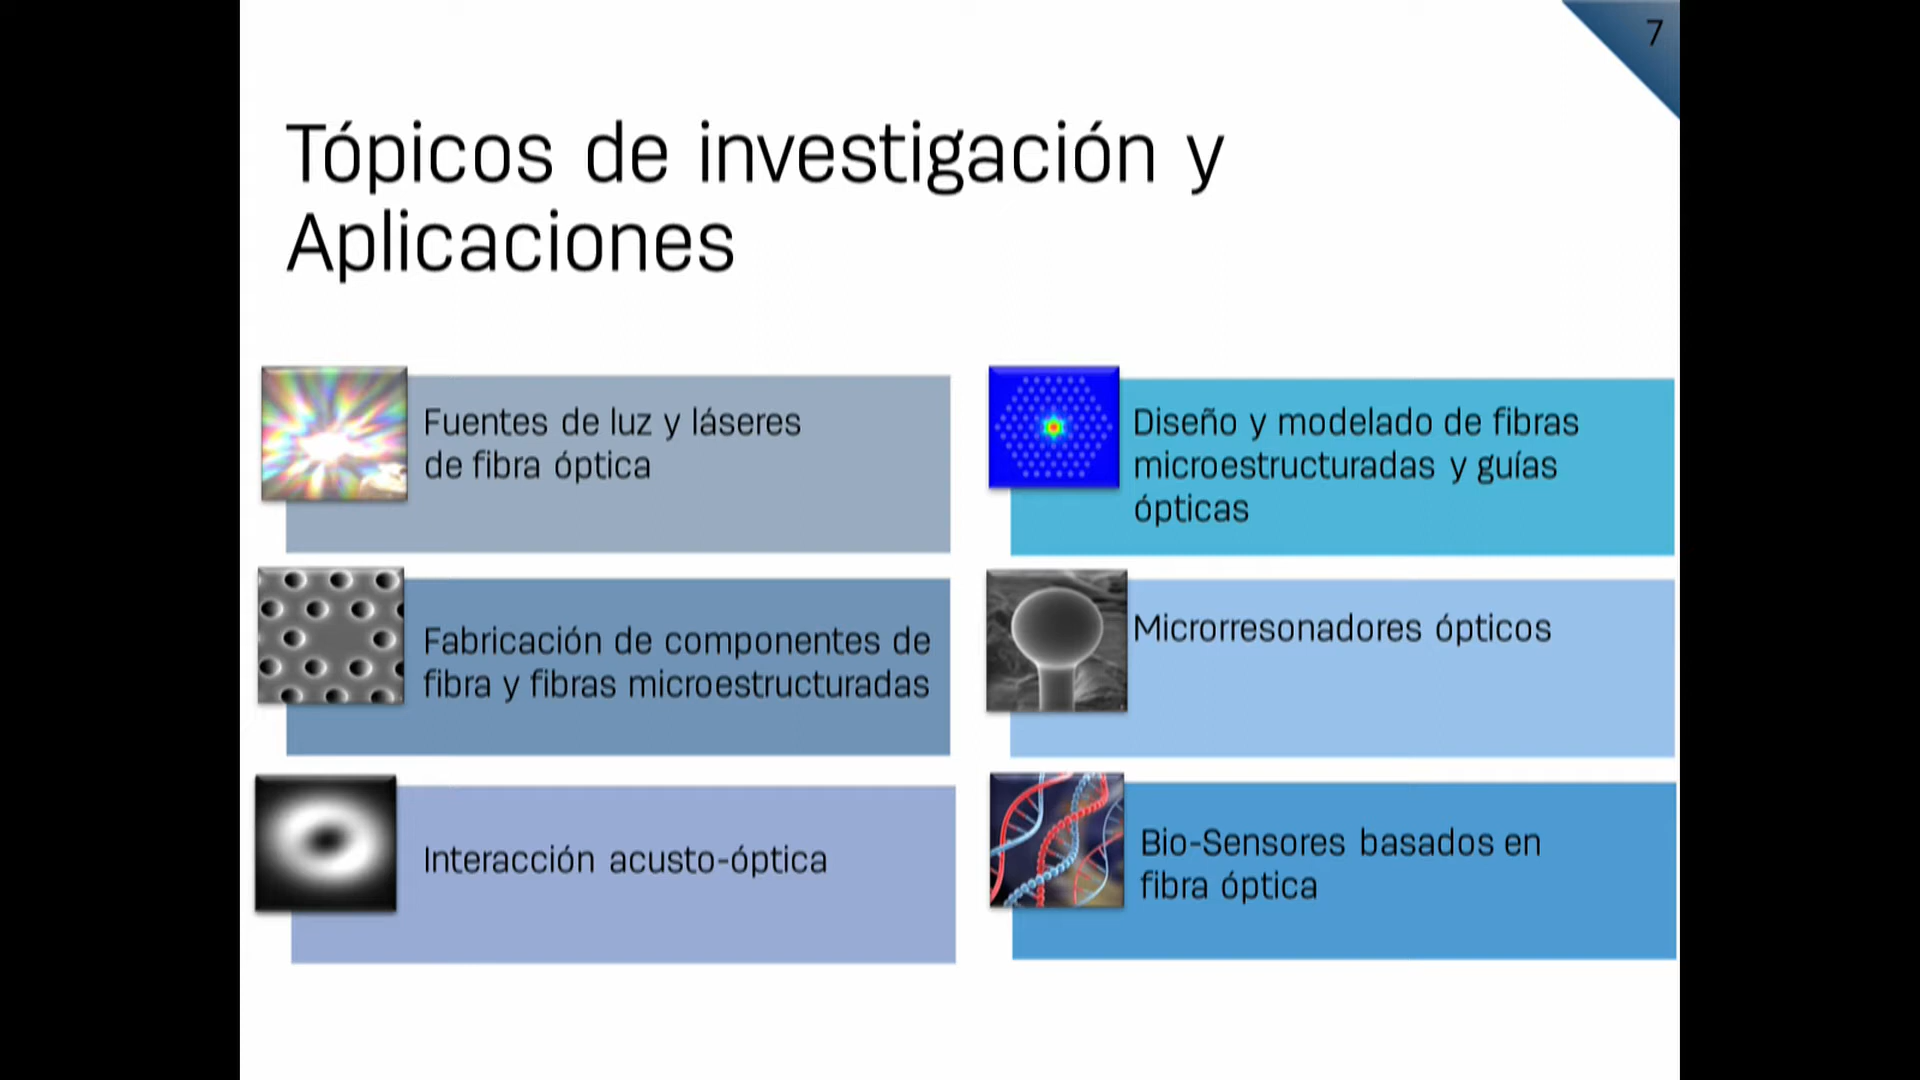 7
Tópicos de investigación y
Aplicaciones
Fuentes de luz y láseres
de fibra óptica
Diseño y modelado de fibras
microestructuradas y guías
ópticas
Fabricación de componentes de
fibra y fibras microestructuradas
Microrresonadores ópticos
Interacción acusto-óptica
Bio-Sensores basados en
fibra óptica